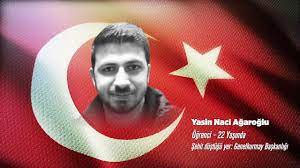 Yasin Naci Ağaroğlu
Öğrenci - 22 Yaşında
Şehit düştüğü yer: Genelkurmay Başkanlığı